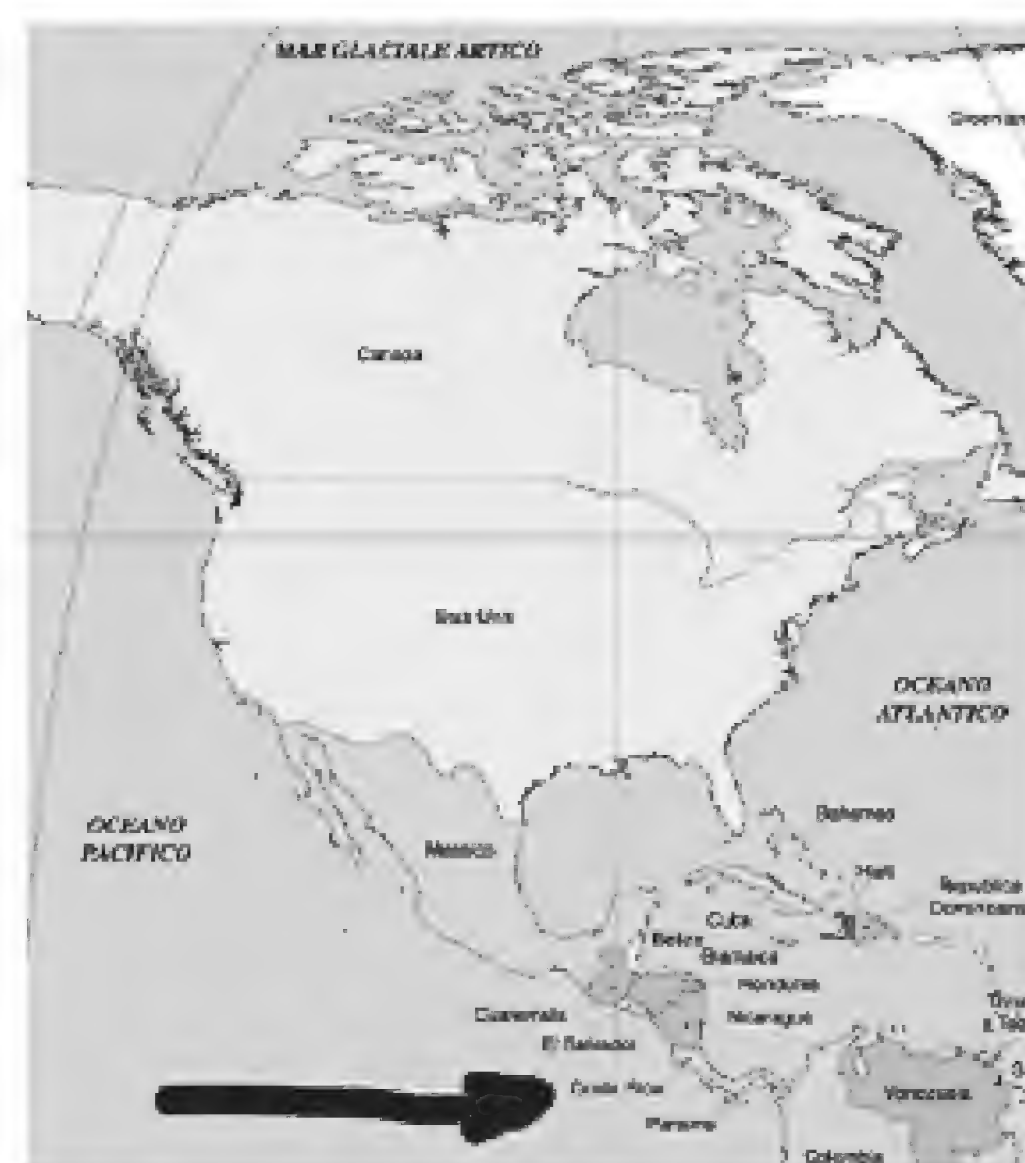 MAR GLACIALE ARTICO
Groenlan
Canada
Stati Uniti
OCEANO
ATLANTICO
OCEANO
PACIFICO
Bahamas
Messico
Haiti
Repubblica
Dominicana
Cuba
Belize
Giamaica
Honduras
Guatemala
Nicaragua
El Salvador
Costa Rica
Venezuela
Panama
Colombia